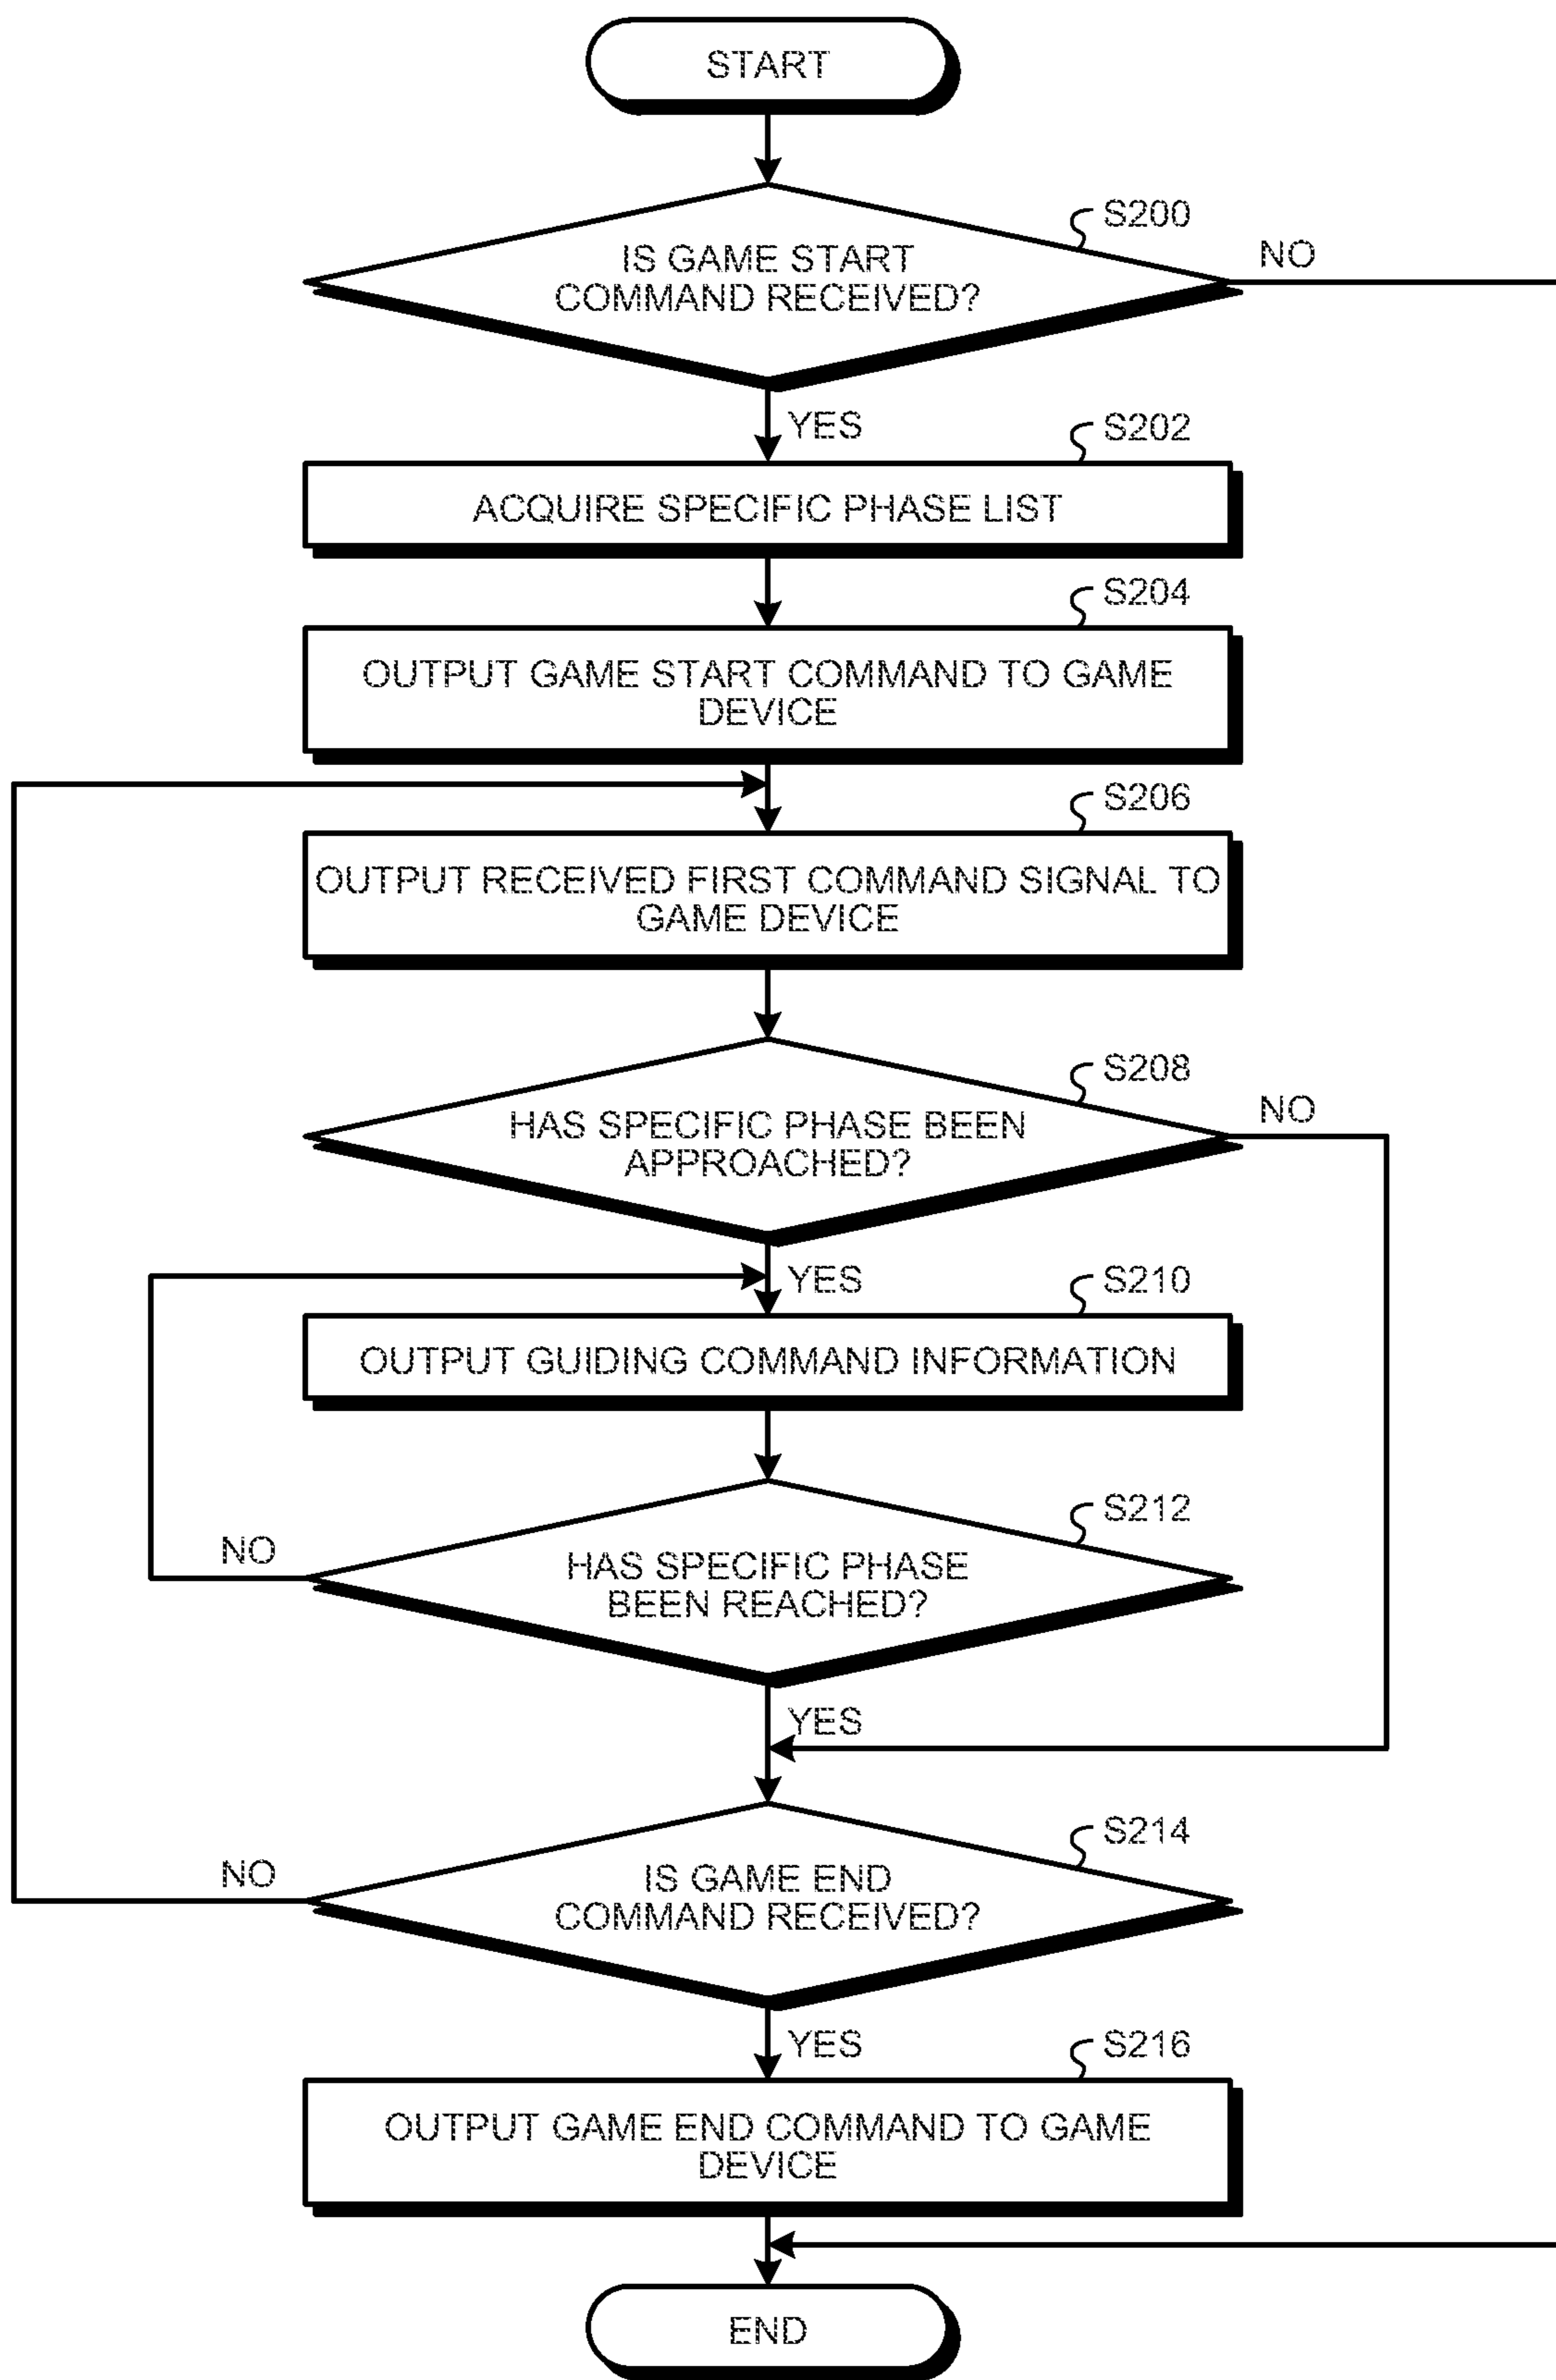 START
S200
IS GAME START
COMMAND RECEIVED?
NO
YES
S202
ACQUIRE SPECIFIC PHASE LIST
S204
OUTPUT GAME START COMMAND TO GAME
DEVICE
S206
OUTPUT RECEIVED FIRST COMMAND SIGNAL TO
GAME DEVICE
S208
HAS SPECIFIC PHASE BEEN
APPROACHED?
NO
YES
S210
OUTPUT GUIDING COMMAND INFORMATION
S212
HAS SPECIFIC PHASE
BEEN REACHED?
NO
YES
S214
IS GAME END
COMMAND RECEIVED?
NO
YES
S216
OUTPUT GAME END COMMAND TO GAME
DEVICE
END